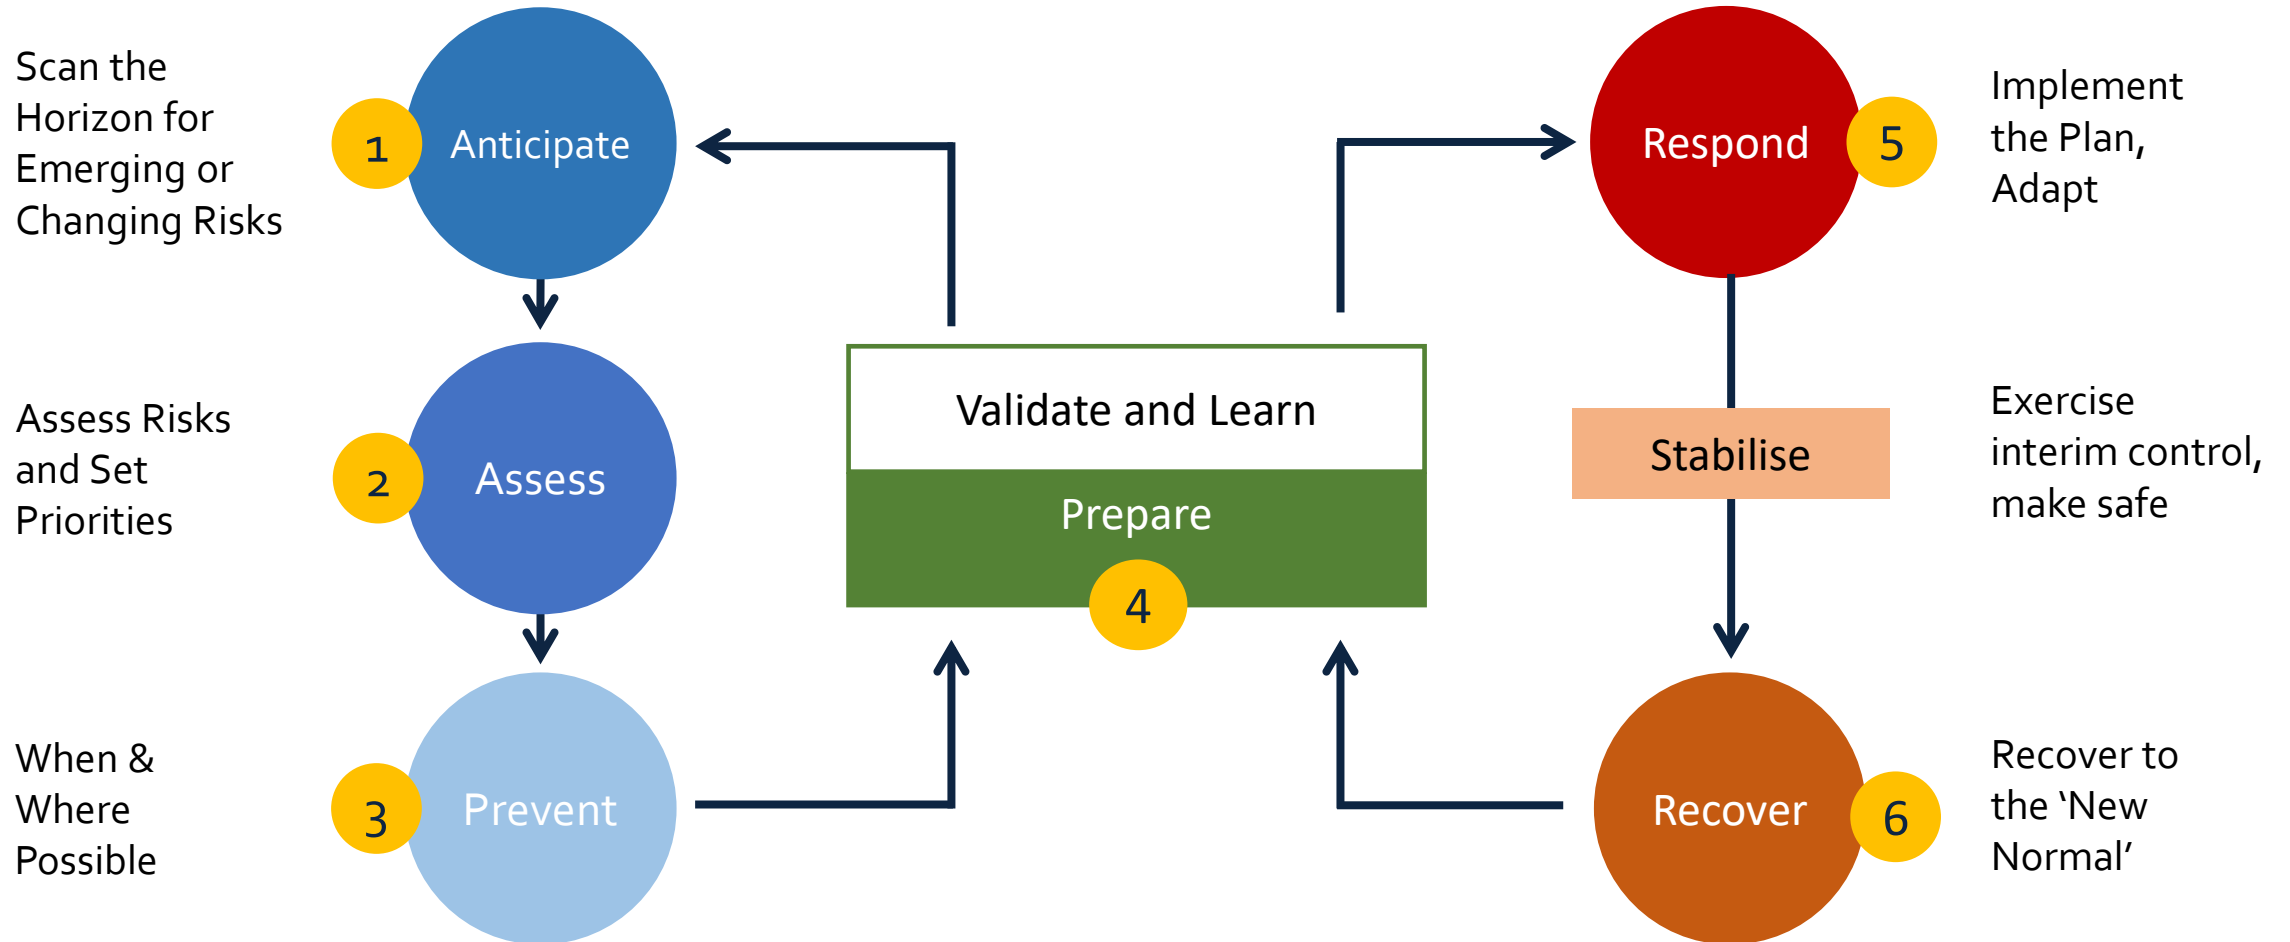 Scan the
Horizon for
Emerging or
Changing Risks
1
Anticipate
Assess Risks
and Set
Priorities
2
Assess
When &
Where
Possible
3
Prevent
Validate and Learn
Prepare
4
Respond
5
Implement
the Plan,
Adapt
Stabilise
Exercise
interim control,
make safe
Recover
6
Recover to
the ‘New
Normal’